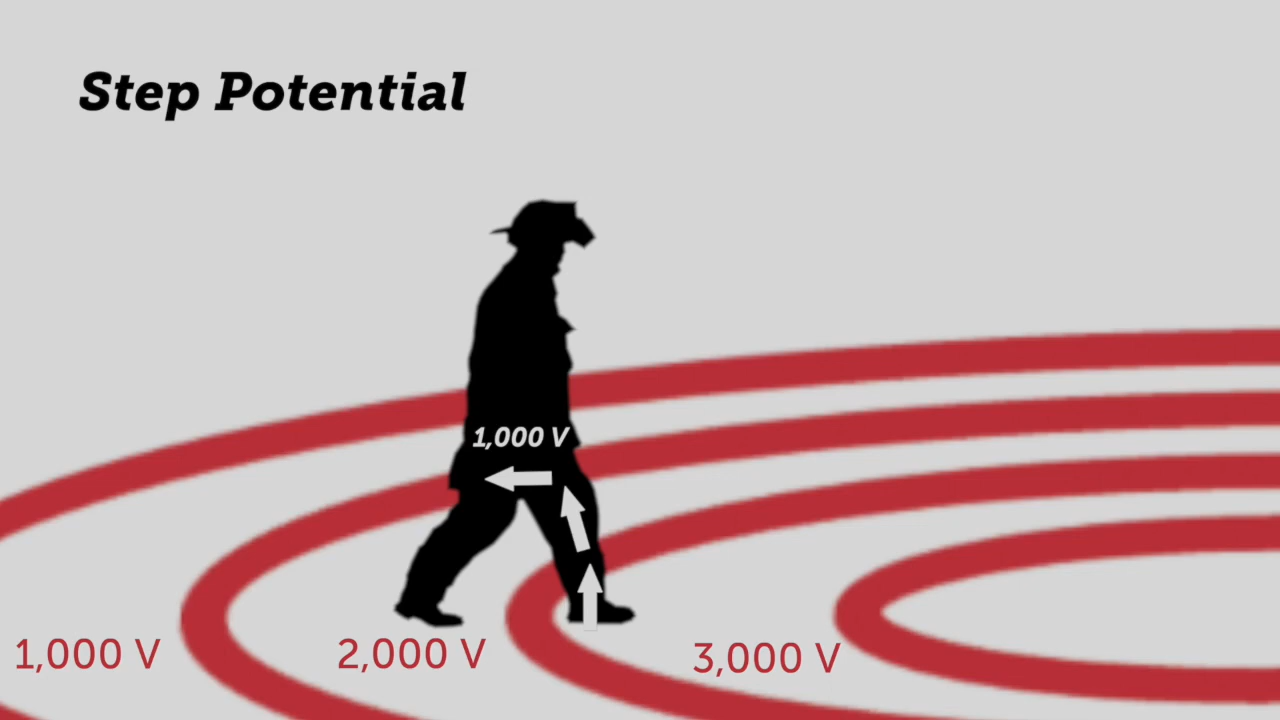 Step Potential
1,000 V
1,000 V
2,000 V
3,000 V